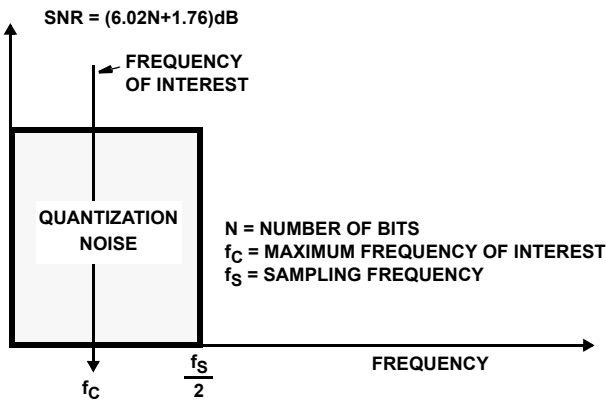 SNR = (6.02N+1.76)dB
FREQUENCY
OF INTEREST
QUANTIZATION
NOISE
N = NUMBER OF BITS
fC = MAXIMUM FREQUENCY OF INTEREST
fS = SAMPLING FREQUENCY
fC
fS
2
FREQUENCY